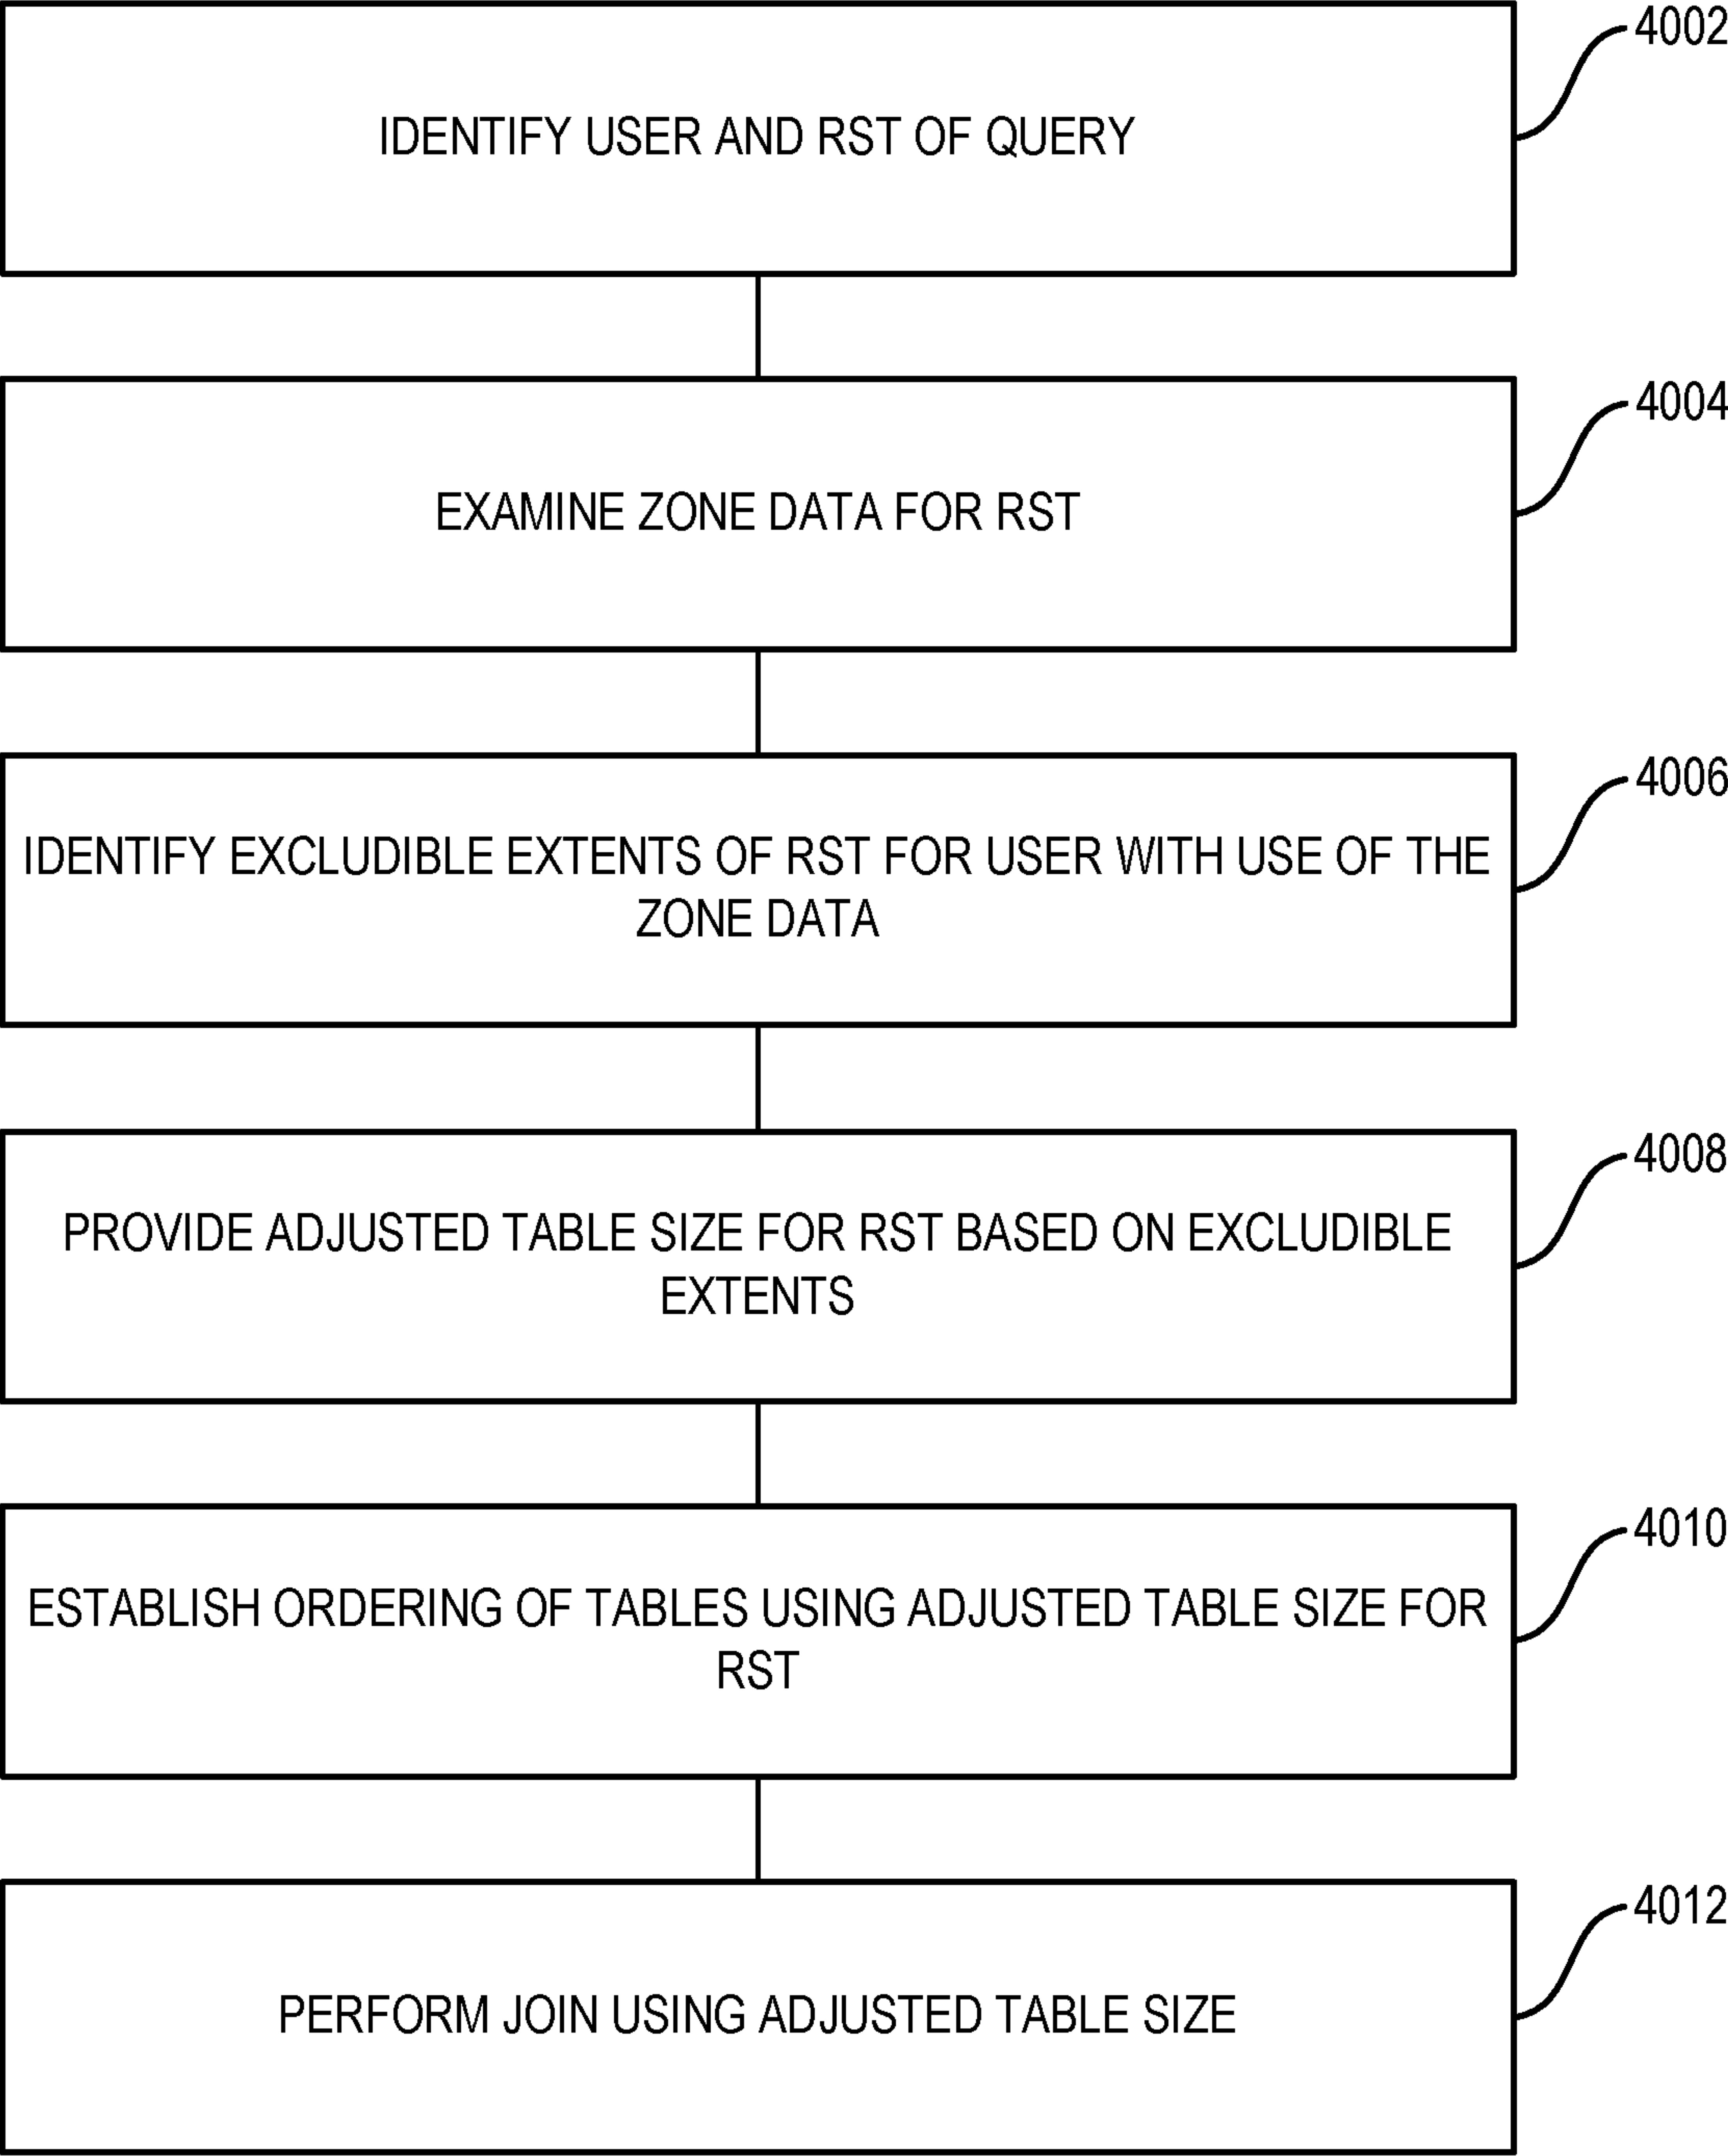 4002
IDENTIFY USER AND RST OF QUERY
4004
EXAMINE ZONE DATA FOR RST
4006
IDENTIFY EXCLUDIBLE EXTENTS OF RST FOR USER WITH USE OF THE
ZONE DATA
4008
PROVIDE ADJUSTED TABLE SIZE FOR RST BASED ON EXCLUDIBLE
EXTENTS
4010
ESTABLISH ORDERING OF TABLES USING ADJUSTED TABLE SIZE FOR
RST
4012
PERFORM JOIN USING ADJUSTED TABLE SIZE